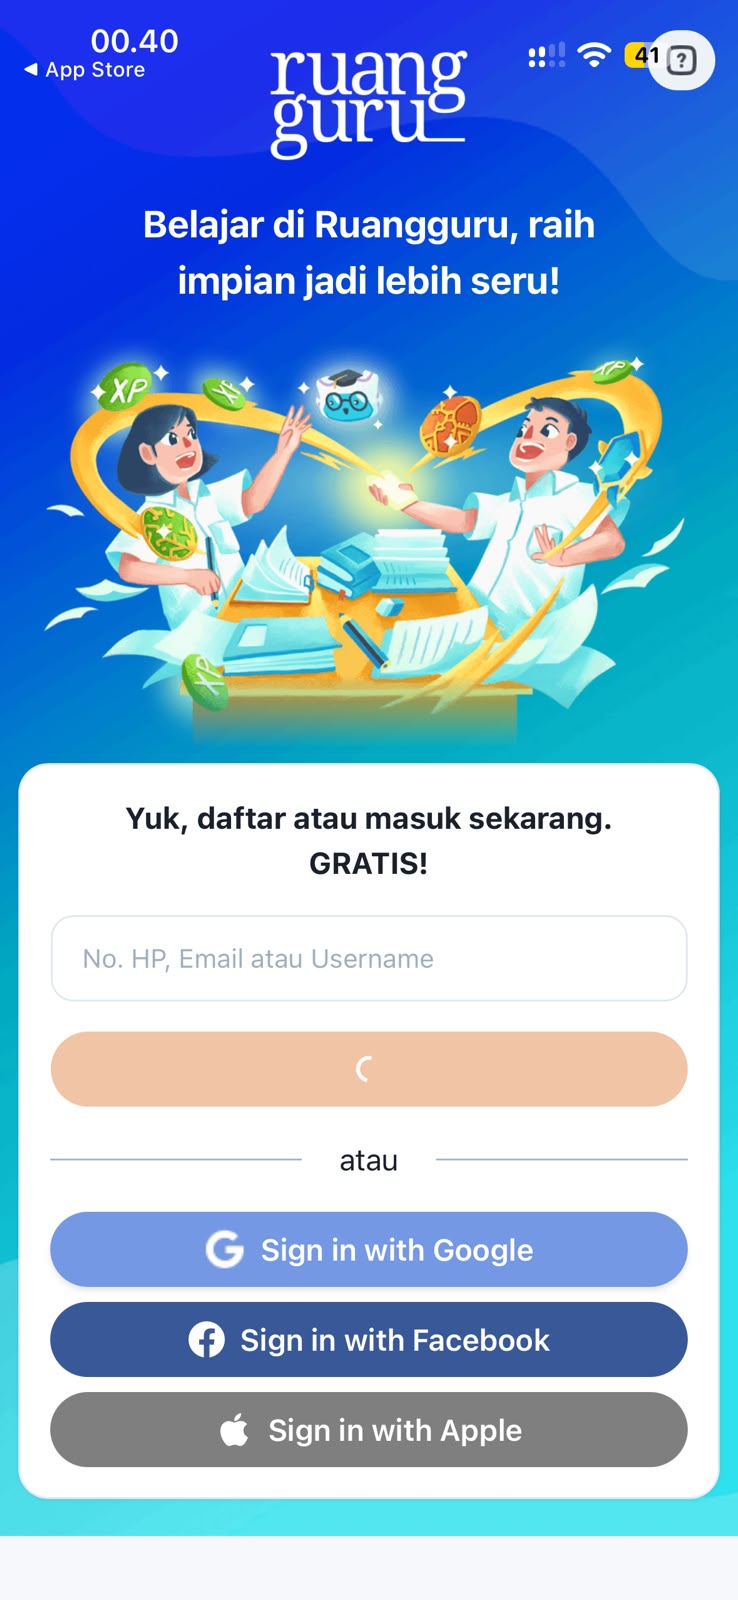 00.40
41
◀ App Store
ruang
guru
Belajar di Ruangguru, raih
impian jadi lebih seru!
XP
XP
XP
XP
Yuk, daftar atau masuk sekarang.
GRATIS!
No. HP, Email atau Username
atau
Sign in with Google
Sign in with Facebook
Sign in with Apple